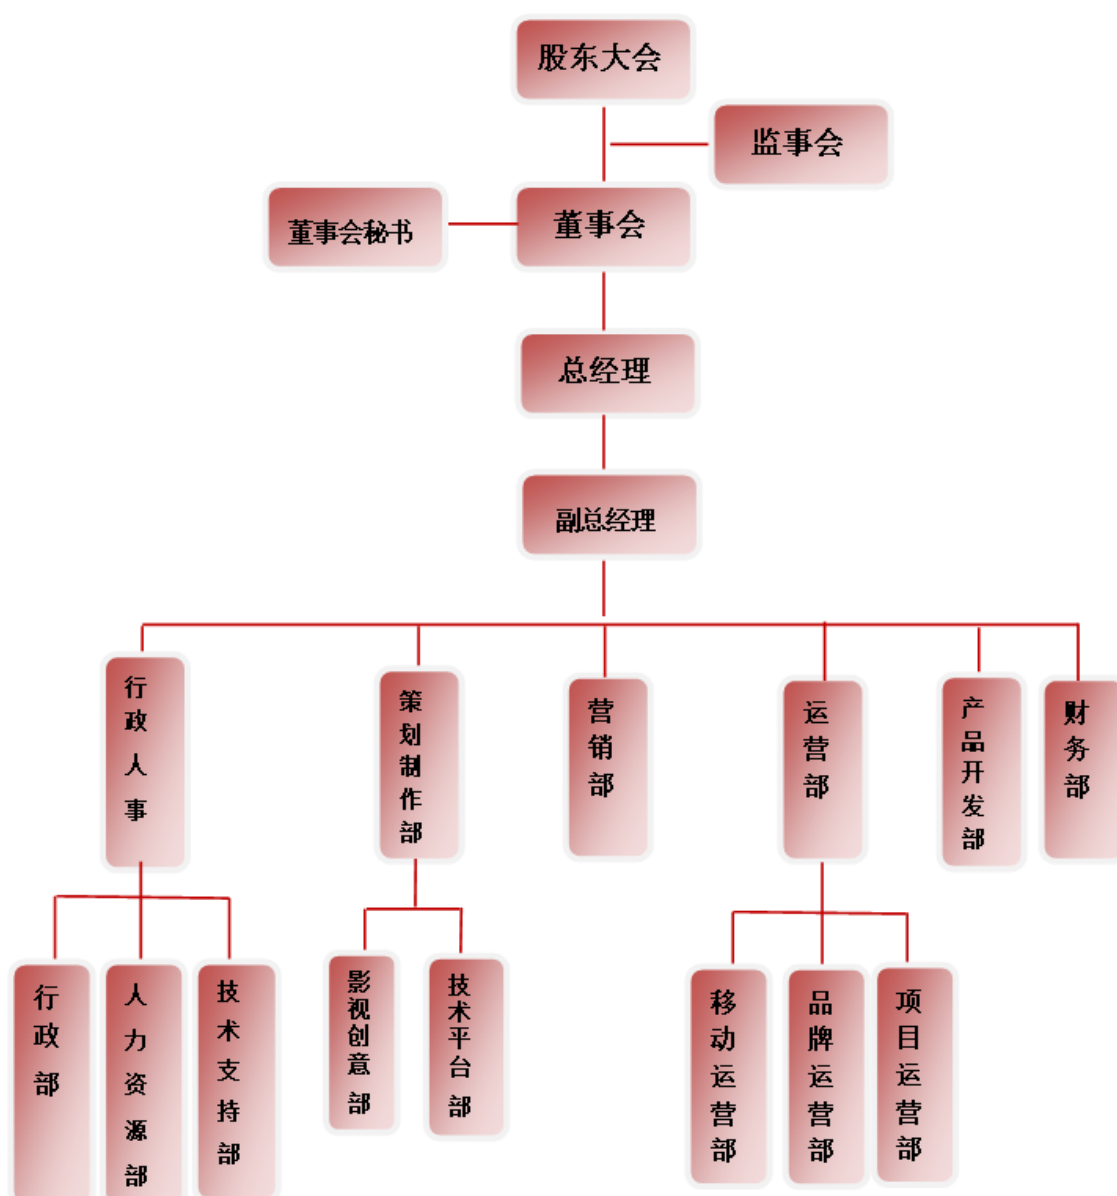 股东大会
监事会
董事会秘书
董事会
总经理
副总经理
行政人事
策划制作部
营销部
运营部
产品开发部
财务部
行政部
人力资源部
技术支持部
影视创意部
技术平台部
移动运营部
品牌运营部
项目运营部